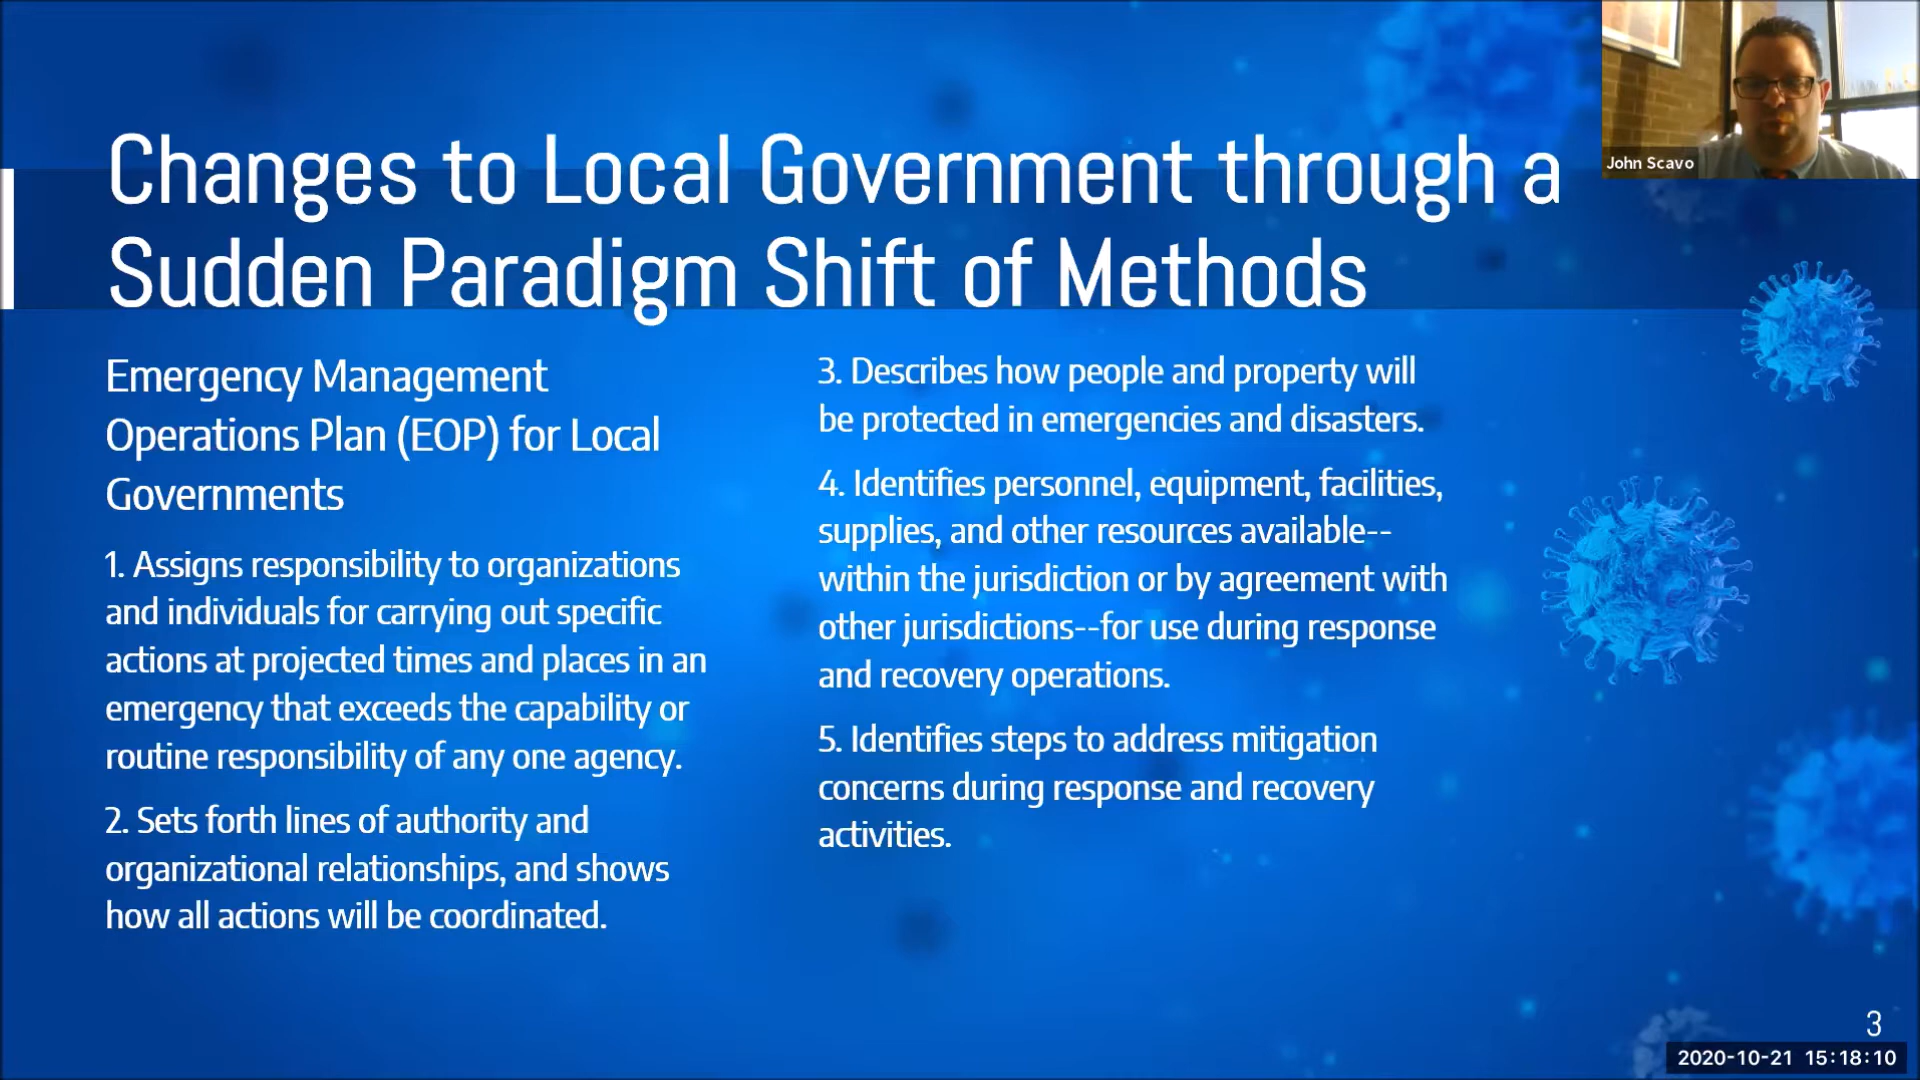 Changes to Local Government through a
Sudden Paradigm Shift of Methods
John Scavo
Emergency Management
Operations Plan (EOP) for Local
Governments
1. Assigns responsibility to organizations
and individuals for carrying out specific
actions at projected times and places in an
emergency that exceeds the capability or
routine responsibility of any one agency.
2. Sets forth lines of authority and
organizational relationships, and shows
how all actions will be coordinated.
3. Describes how people and property will
be protected in emergencies and disasters.
4. Identifies personnel, equipment, facilities,
supplies, and other resources available--
within the jurisdiction or by agreement with
other jurisdictions--for use during response
and recovery operations.
5. Identifies steps to address mitigation
concerns during response and recovery
activities.
3
2020-10-21 15:18:10